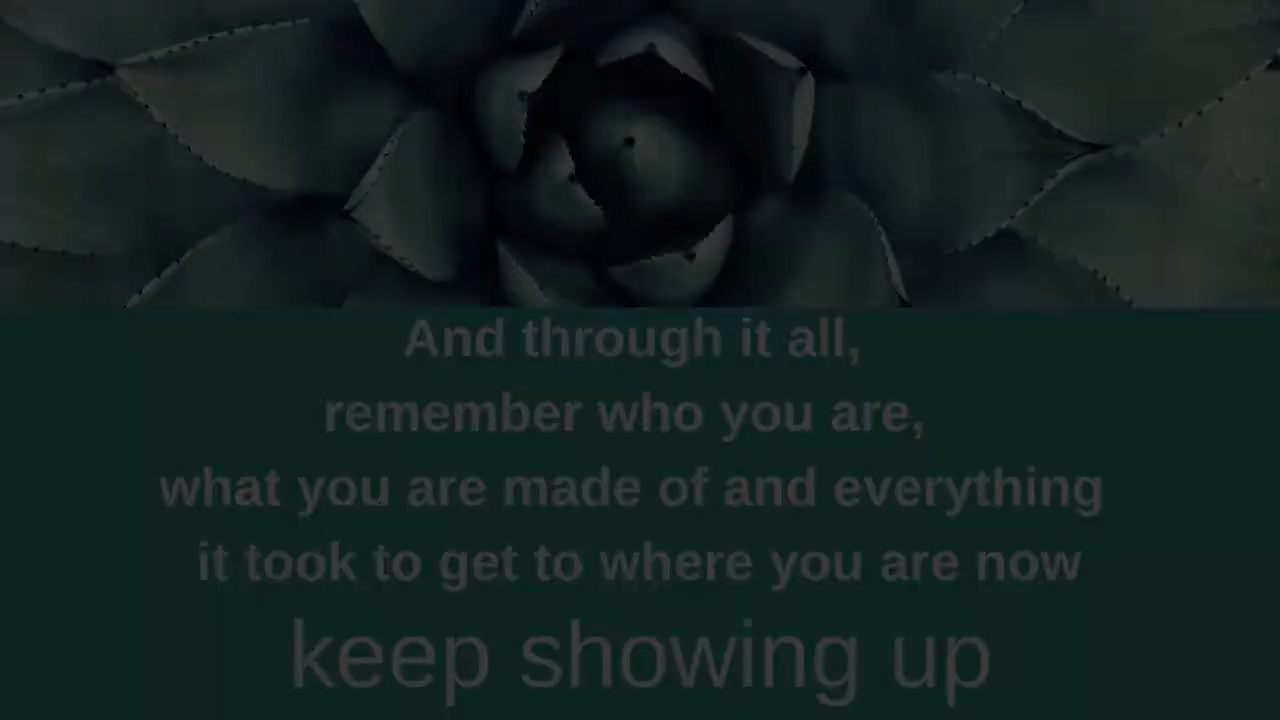 And through it all,
remember who you are,
what you are made of and everything
it took to get to where you are now
keep showing up